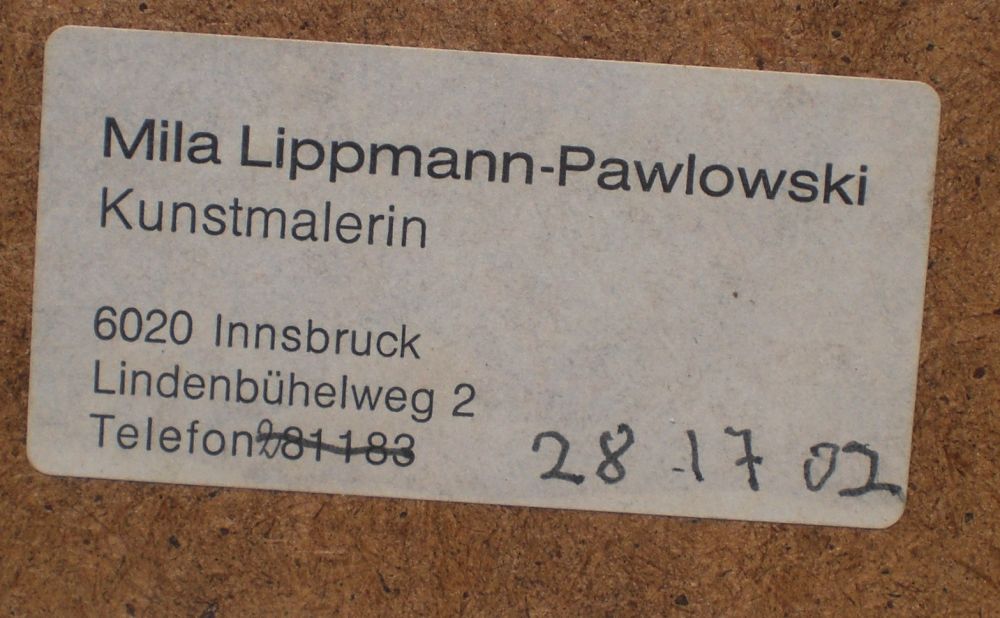 Mila Lippmann-Pawlowski
Kunstmalerin
6020 Innsbruck
Lindenbühelweg 2
Telefon 81183 28 17 02